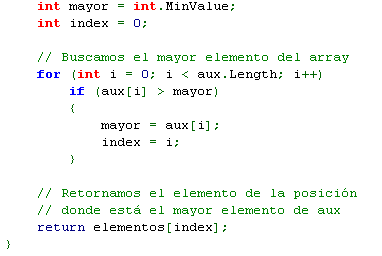 int mayor = int.MinValue;
int index = 0;
// Buscamos el mayor elemento del array
for (int i = 0; i < aux.Length; i++)
if (aux[i] > mayor)
{
mayor = aux[i];
index = i;
}
// Retornamos el elemento de la posición
// donde está el mayor elemento de aux
return elementos[index];
}